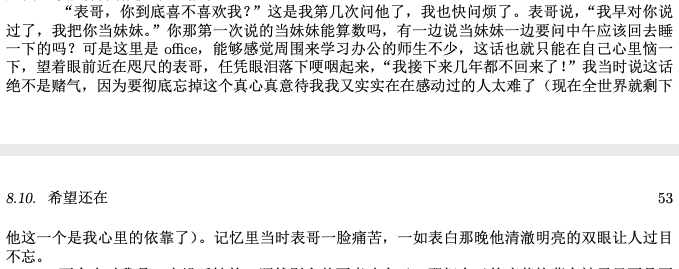 “表哥，你到底喜不喜欢我？”这是我第几次问他了，我也快问烦了。表哥说，“我早对你说
过了，我把你当妹妹。”你那第一次说的当妹妹能算数吗，有一边说当妹妹一边要问中午应该回去睡
一下的吗？可是这里是 office，能够感觉周围来学习办公的师生不少，这话也就只能在自己心里恼一
下，望着眼前近在咫尺的表哥，任凭眼泪落下哽咽起来，“我接下来几年都不回来了！”我当时说这话
绝不是赌气，因为要彻底忘掉这个真心真意待我我又实实在在感动过的人太难了（现在全世界就剩下
8.10. 希望还在 53
他这一个是我心里的依靠了）。记忆里当时表哥一脸痛苦，一如表白那晚他清澈明亮的双眼让人过目
不忘。